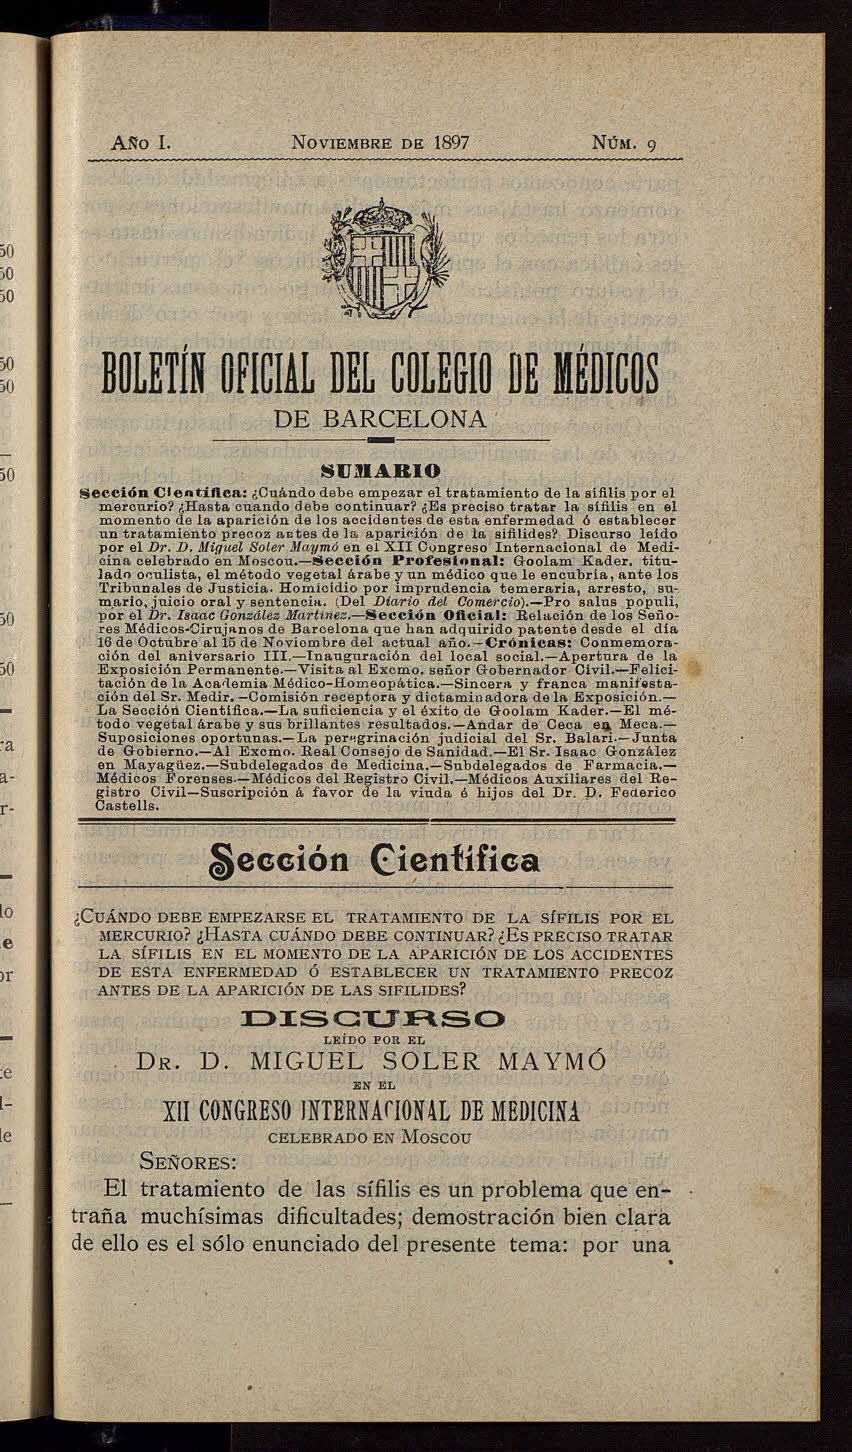 Año I.
Noviembre de 1897
Núm. 9
BOLETÍN OFICIAL DEL COLEGIO DE MÉDICOS
DE BARCELONA
SUMARIO
Sección Científica: ¿Cuándo debe empezar el tratamiento de la sífilis por el
mercurio? ¿Hasta cuando debe continuar? ¿Es preciso tratar la sífilis en el
momento de la aparición de los accidentes de esta enfermedad ó establecer
un tratamiento precoz antes de la aparición de la sifílides? Discurso leído
por el Dr. D. Miguel Soler Maymó en el XII Congreso Internacional de Medi-
cina celebrado en Moscou.—Sección Profesional: Goolam Kader, titu-
lado oculista, el método vegetal árabe y un médico que le encubría, ante los
Tribunales de Justicia. Homicidio por imprudencia temeraria, arresto, su-
mario, juicio oral y sentencia. (Del Diario del Comercio).—Pro salus populi,
por el Dr. Isaac González Martinez.—Sección Oficial: Relación de los Seño-
res Médicos-Cirujanos de Barcelona que han adquirido patente desde el día
16 de Octubre al 15 de Noviembre del actual año.—Crónicas: Conmemora-
ción del aniversario III.—Inauguración del local social.—Apertura de la
Exposición Permanente.—Visita al Excmo. señor Gobernador Civil.—Felici-
tación de la Academia Médico-Homeopática.—Sincera y franca manifesta-
ción del Sr. Medir.—Comisión receptora y dictaminadora de la Exposición.—
La Sección Científica.—La suficiencia y el éxito de Goolam Kader.—El mé-
todo vegetal árabe y sus brillantes resultados.—Andar de Ceca en Meca.—
Suposiciones oportunas.—La peregrinación judicial del Sr. Balari.—Junta
de Gobierno.—Al Excmo. Real Consejo de Sanidad.—El Sr. Isaac González
en Mayagüez.—Subdelegados de Medicina.—Subdelegados de Farmacia.—
Médicos Forenses.—Médicos del Registro Civil.—Médicos Auxiliares del Re-
gistro Civil—Suscripción á favor de la viuda é hijos del Dr. D. Federico
Castells.
Sección Científica
¿Cuándo debe empezarse el tratamiento de la sífilis por el
mercurio? ¿Hasta cuándo debe continuar? ¿Es preciso tratar
la sífilis en el momento de la aparición de los accidentes
de esta enfermedad ó establecer un tratamiento precoz
antes de la aparición de las sifilides?
DISCURSO
LEÍDO POR EL
Dr. D. MIGUEL SOLER MAYMÓ
EN EL
XII CONGRESO INTERNACIONAL DE MEDICINA
celebrado en Moscou
Señores:
El tratamiento de las sífilis es un problema que en-
traña muchísimas dificultades; demostración bien clara
de ello es el sólo enunciado del presente tema: por una